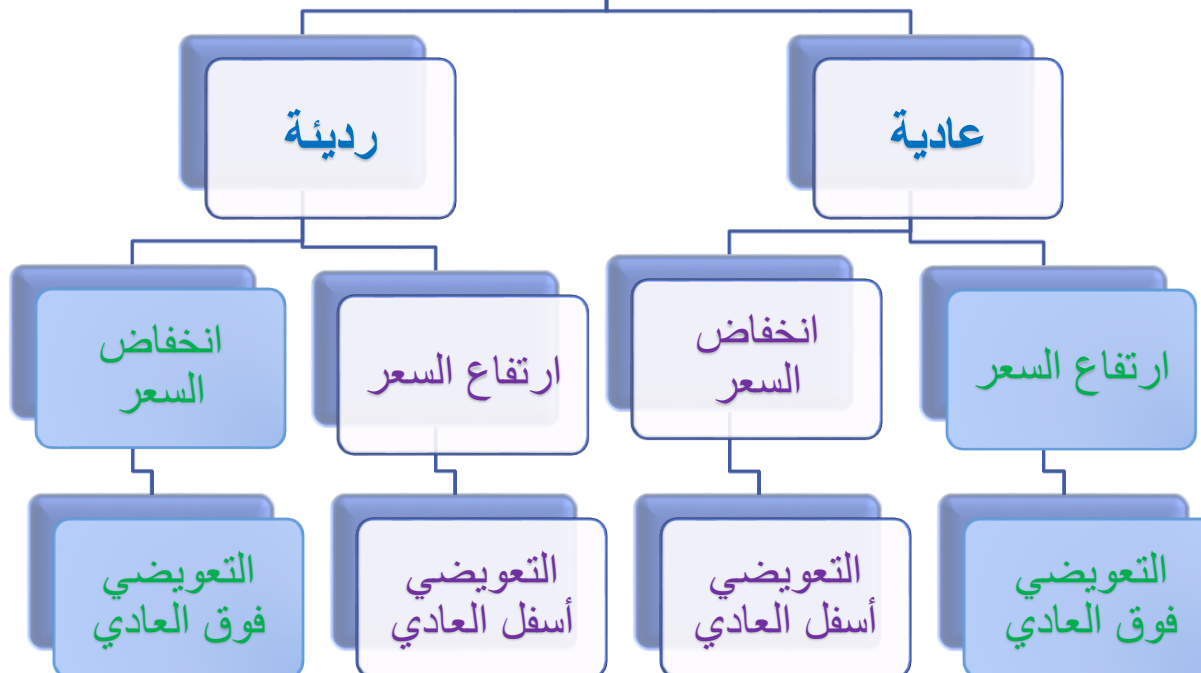 عادية
رديئة
ارتفاع السعر
انخفاض
السعر
ارتفاع السعر
انخفاض
السعر
التعويضي
فوق العادي
التعويضي
أسفل العادي
التعويضي
أسفل العادي
التعويضي
فوق العادي